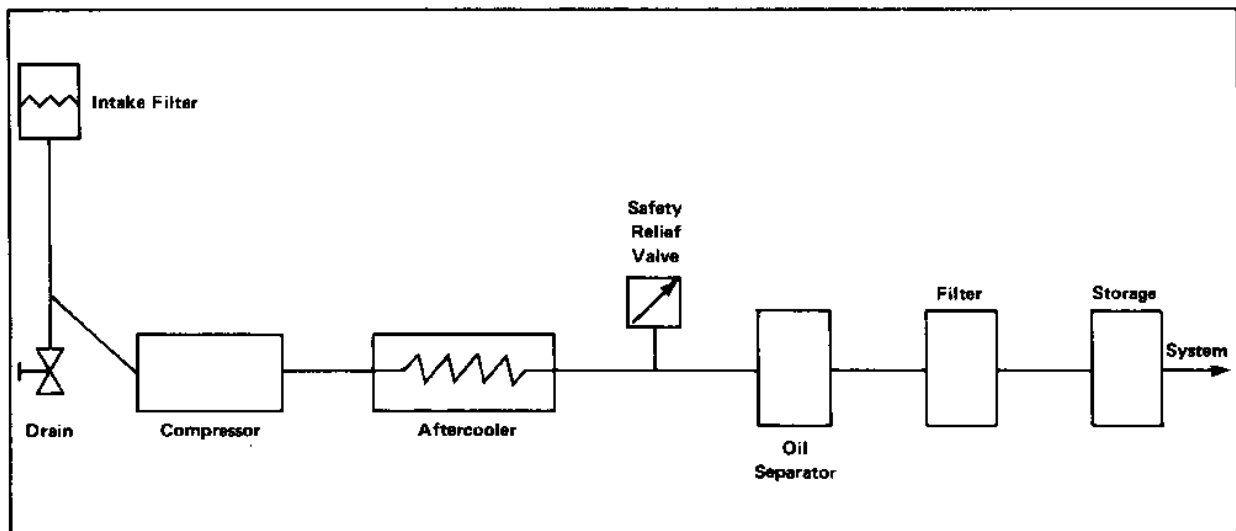 Intake Filter
Safety
Relief
Valve
Filter
Storage
System
Drain
Compressor
Aftercooler
Oil
Separator